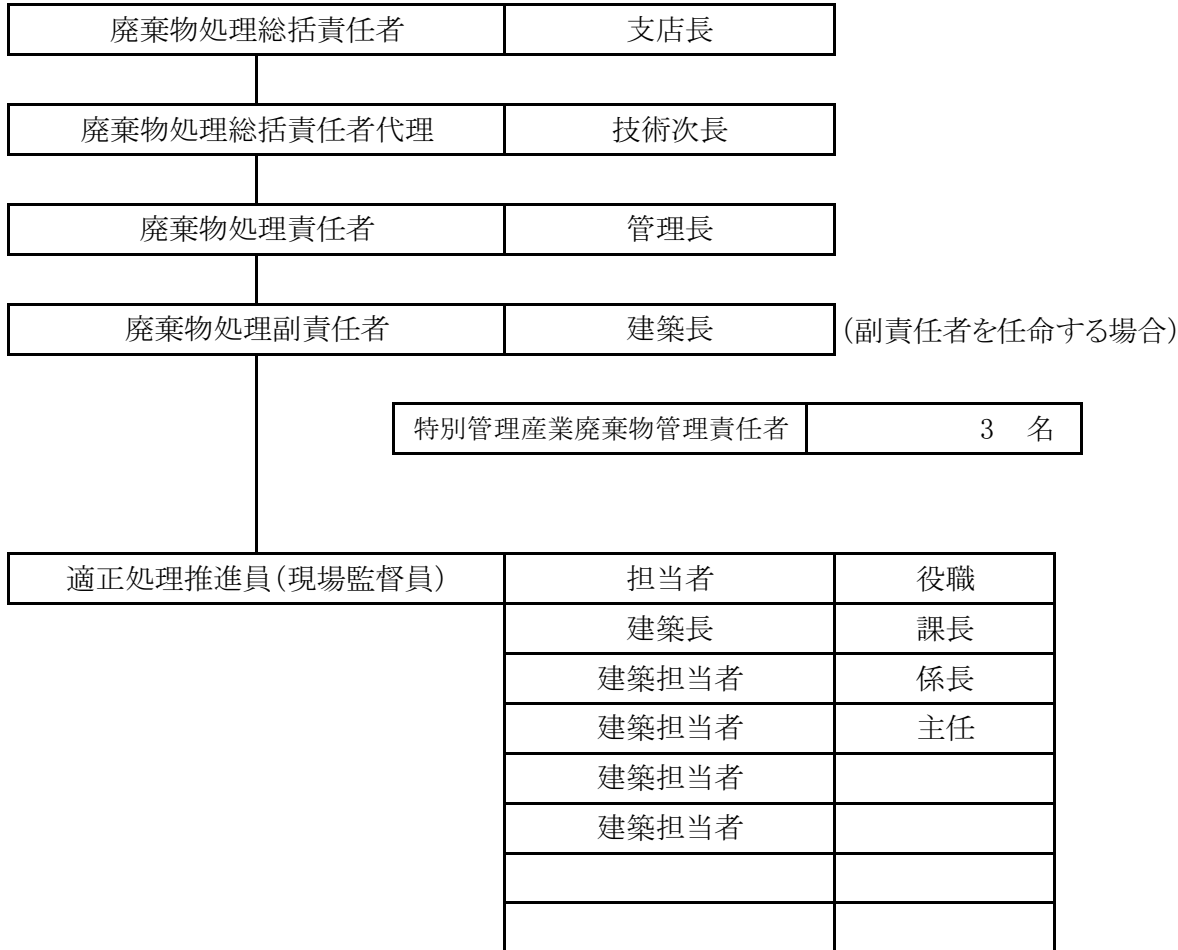 廃棄物処理総括責任者 支店長
廃棄物処理総括責任者代理 技術次長
廃棄物処理責任者 管理長
廃棄物処理副責任者 建築長 (副責任者を任命する場合)
特別管理産業廃棄物管理責任者 3 名
適正処理推進員(現場監督員) 担当者 役職
建築長 課長
建築担当者 係長
建築担当者 主任
建築担当者
建築担当者